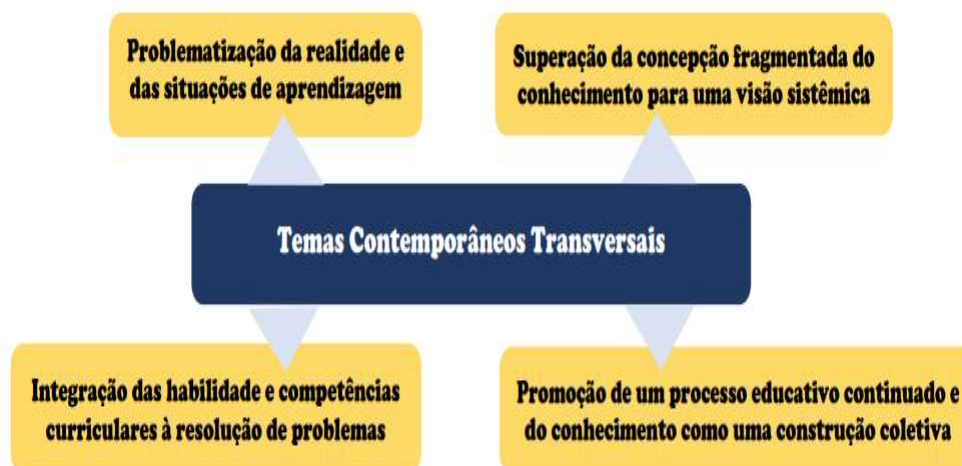 Problematização da realidade e
das situações de aprendizagem
Superação da concepção fragmentada do
conhecimento para uma visão sistêmica
Temas Contemporâneos Transversais
Integração das habilidade e competências
curriculares à resolução de problemas
Promoção de um processo educativo continuado e
do conhecimento como uma construção coletiva